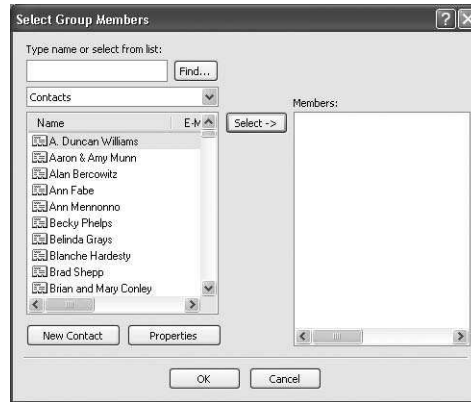 Select Group Members
Type name or select from list:
Find...
Contacts
Name E-M
A. Duncan Williams
Aaron & Amy Munn
Alan Bercowitz
Ann Fabe
Ann Mennonno
Becky Phelps
Belinda Grays
Blanche Hardesty
Brad Shepp
Brian and Mary Conley
New Contact Properties
Select ->
Members:
OK Cancel